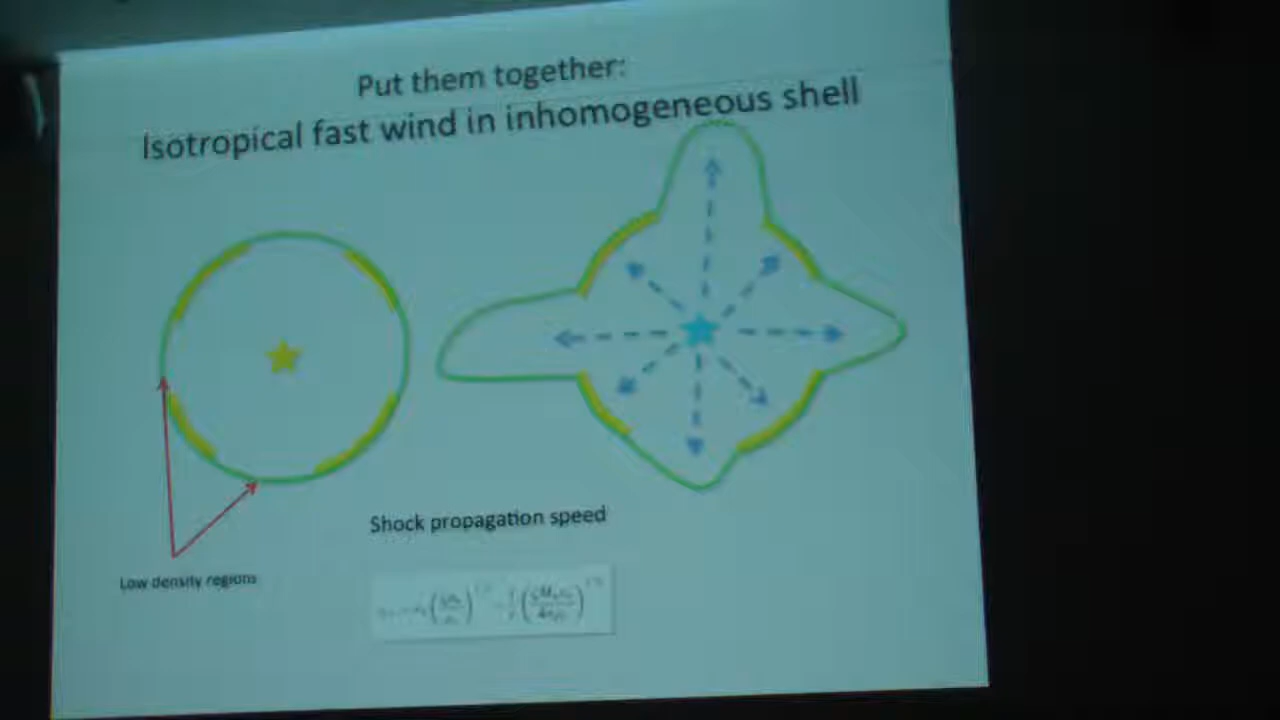 Put them together:
Isotropical fast wind in inhomogeneous shell
Shock propagation speed
Low density regions